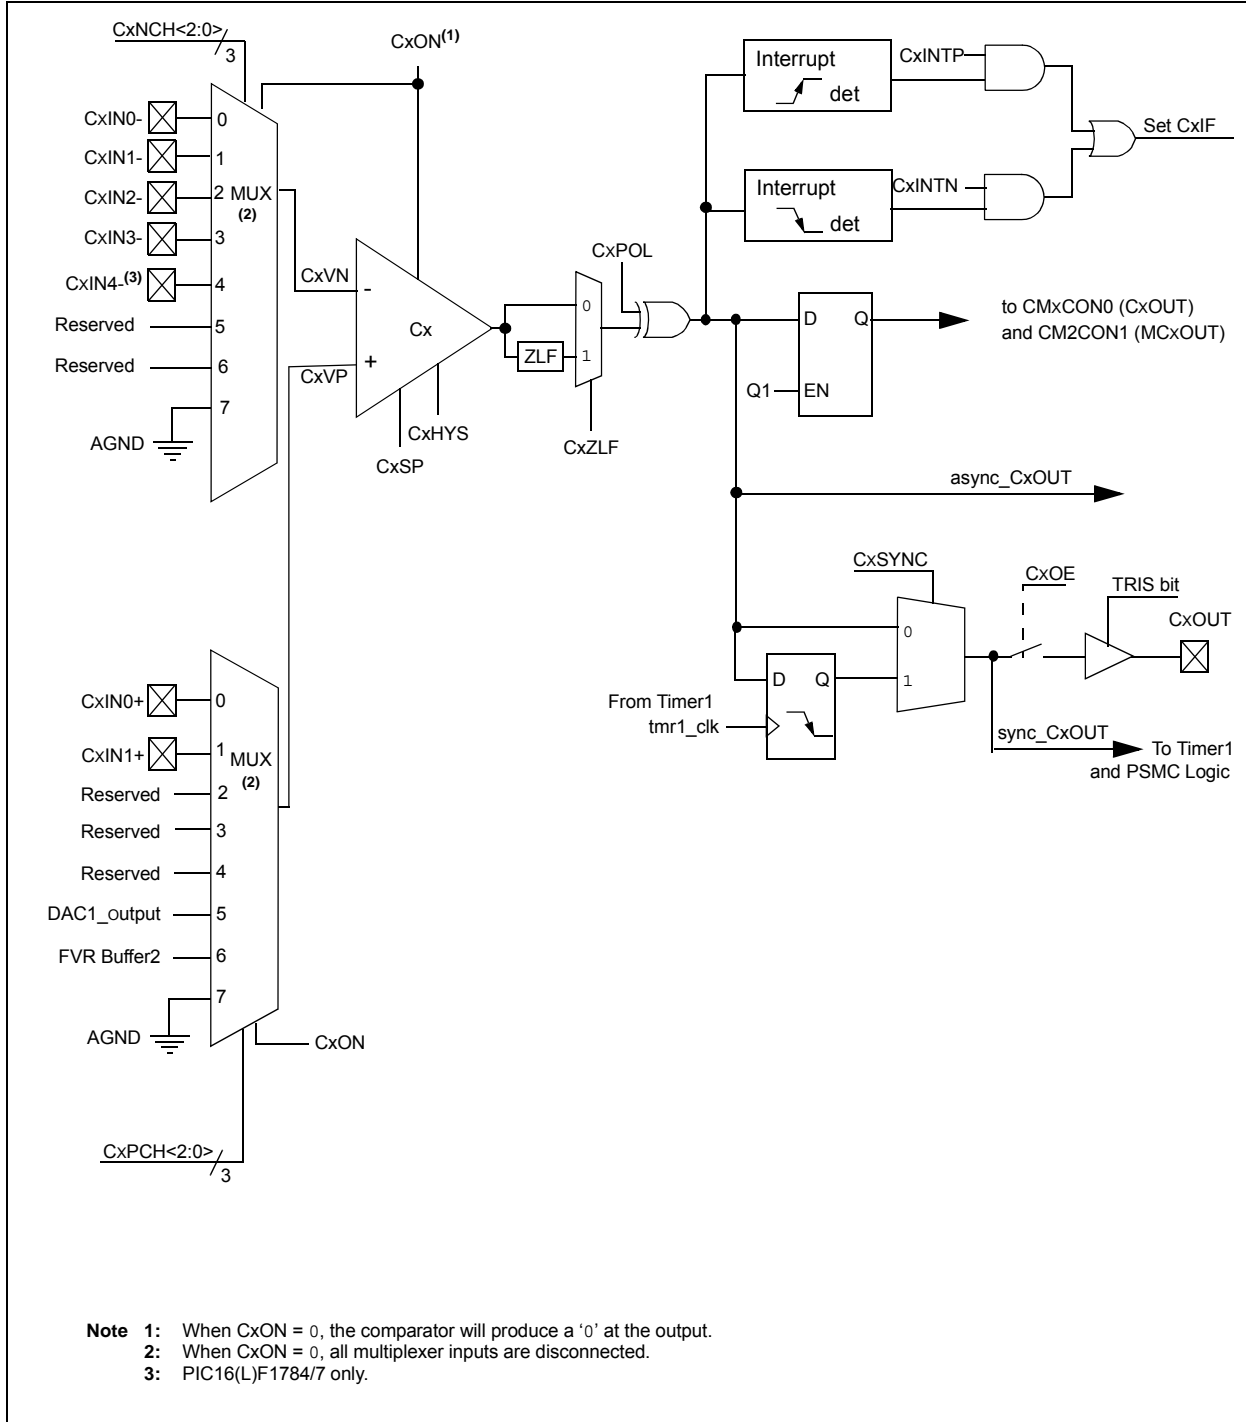 CxNCH<2:0>
3
CxON(1)
CxIN0-
0
CxIN1-
1
CxIN2-
2
MUX
(2)
CxIN3-
3
CxIN4-(3)
4
Reserved
5
Reserved
6
7
AGND
CxVN
-
Cx
+
CxVP
CxHYS
CxSP
ZLF
0
1
CxZLF
CxPOL
Interrupt
det
CxINTP
Interrupt
det
CxINTN
Set CxIF
D
Q
Q1
EN
to CMxCON0 (CxOUT)
and CM2CON1 (MCxOUT)
async_CxOUT
CxSYNC
0
1
D
Q
From Timer1
tmr1_clk
CxOE
TRIS bit
CxOUT
sync_CxOUT
To Timer1
and PSMC Logic
CxIN0+
0
CxIN1+
1
MUX
(2)
Reserved
2
Reserved
3
Reserved
4
DAC1_output
5
FVR Buffer2
6
7
AGND
CxON
CxPCH<2:0>
3
Note 1: When CxON = 0, the comparator will produce a ‘0’ at the output.
2: When CxON = 0, all multiplexer inputs are disconnected.
3: PIC16(L)F1784/7 only.